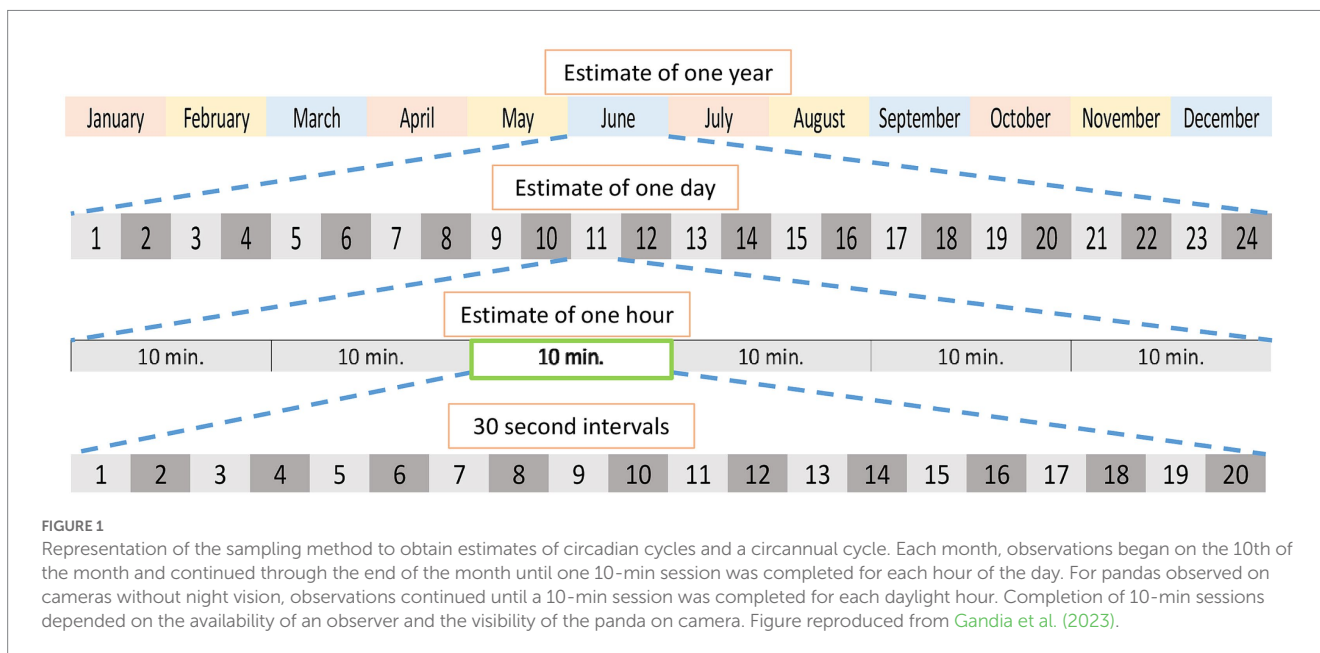 Estimate of one year
January February March April May June July August September October November December
Estimate of one day
1 2 3 4 5 6 7 8 9 10 11 12 13 14 15 16 17 18 19 20 21 22 23 24
Estimate of one hour
10 min. 10 min. 10 min. 10 min. 10 min. 10 min.
30 second intervals
1 2 3 4 5 6 7 8 9 10 11 12 13 14 15 16 17 18 19 20
FIGURE 1
Representation of the sampling method to obtain estimates of circadian cycles and a circannual cycle. Each month, observations began on the 10th of
the month and continued through the end of the month until one 10-min session was completed for each hour of the day. For pandas observed on
cameras without night vision, observations continued until a 10-min session was completed for each daylight hour. Completion of 10-min sessions
depended on the availability of an observer and the visibility of the panda on camera. Figure reproduced from Gandia et al. (2023).